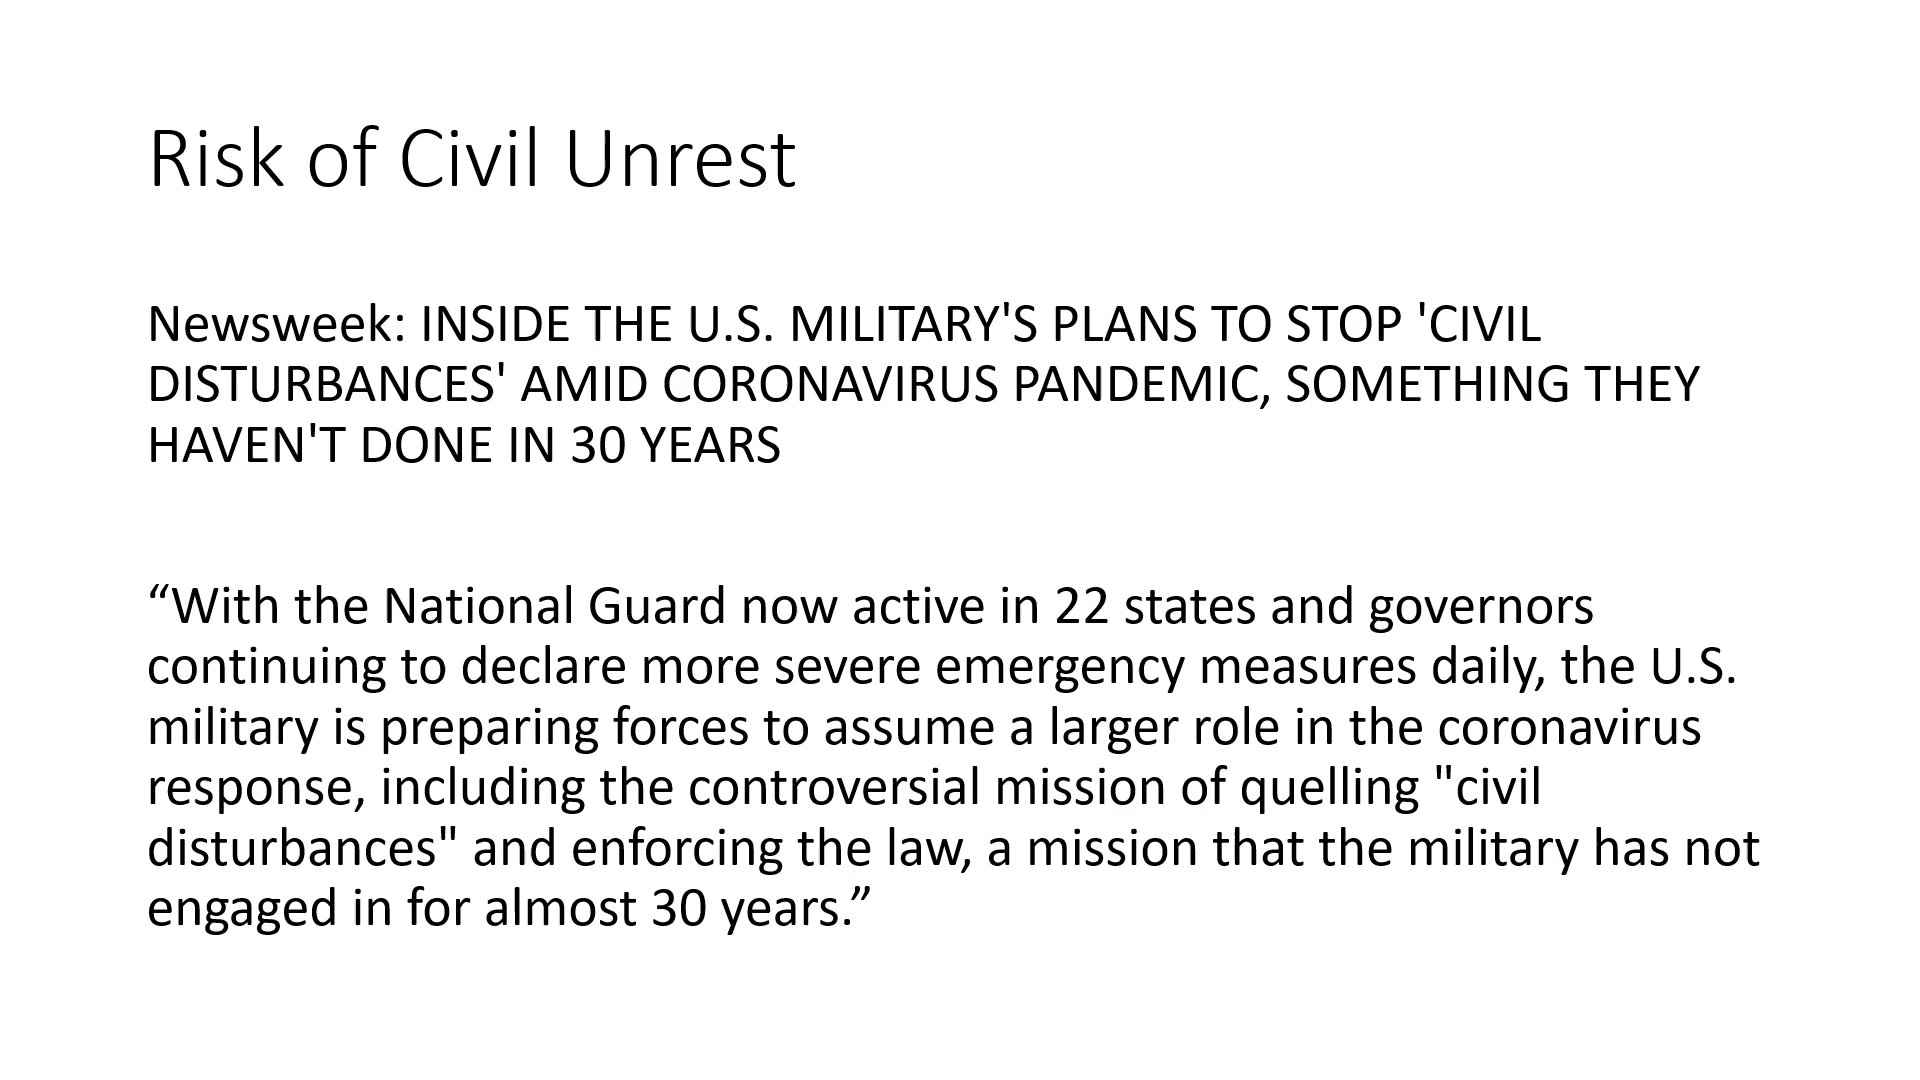 Risk of Civil Unrest
Newsweek: INSIDE THE U.S. MILITARY'S PLANS TO STOP 'CIVIL
DISTURBANCES' AMID CORONAVIRUS PANDEMIC, SOMETHING THEY
HAVEN'T DONE IN 30 YEARS
“With the National Guard now active in 22 states and governors
continuing to declare more severe emergency measures daily, the U.S.
military is preparing forces to assume a larger role in the coronavirus
response, including the controversial mission of quelling "civil
disturbances" and enforcing the law, a mission that the military has not
engaged in for almost 30 years.”